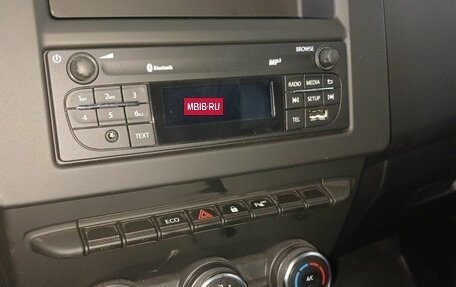 BROWSE
Bluetooth
MP3
RADIO MEDIA
1 2 3
MBIB-RU
SETUP
4 5 6
TEXT
TEL
ECO
A/C